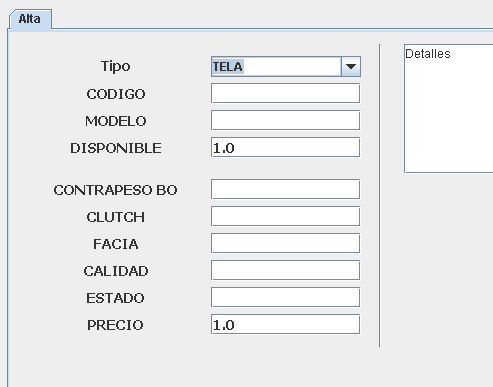 Alta
Tipo TELA
CODIGO
MODELO
DISPONIBLE 1.0
CONTRAPESO BO
CLUTCH
FACIA
CALIDAD
ESTADO
PRECIO 1.0
Detalles